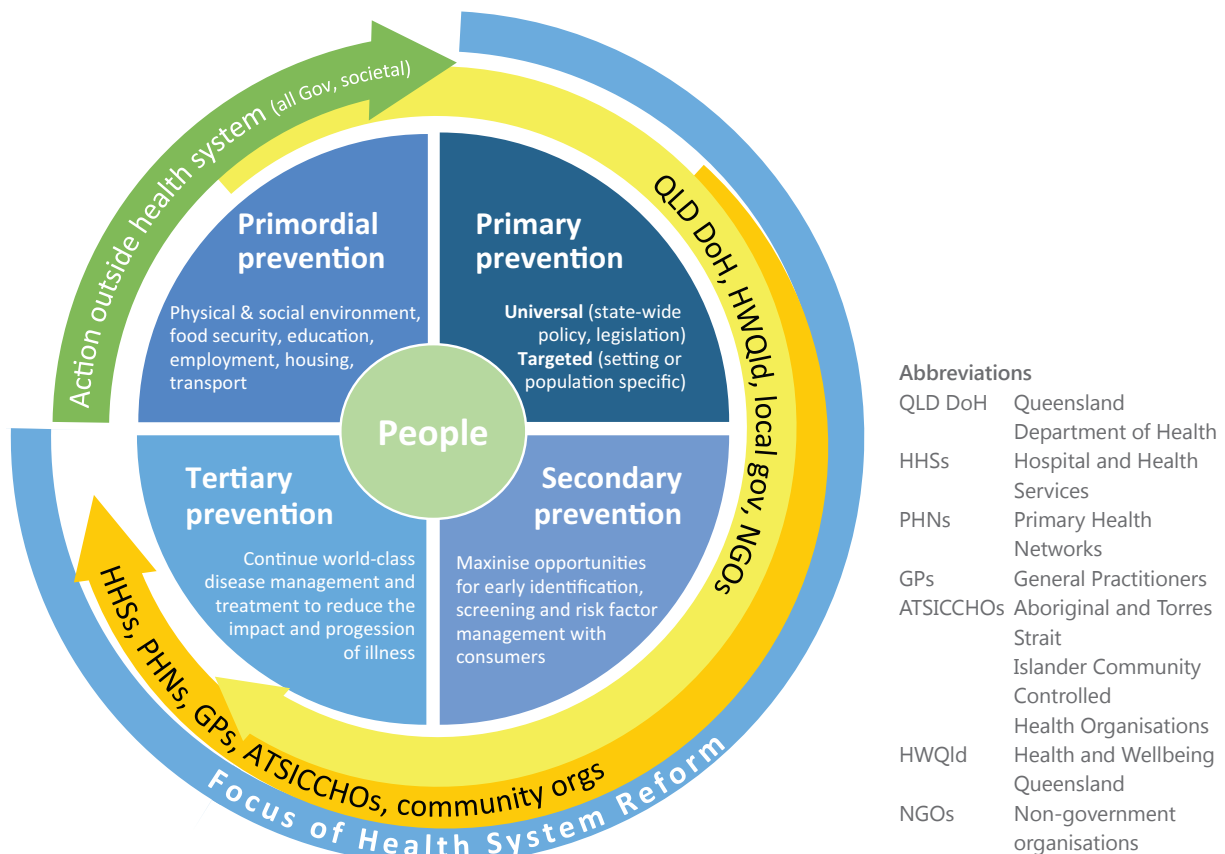 Action outside health system (all Gov, societal)
QLD DoH, HWQld, local gov, NGOs
HHSs, PHNs, GPs, ATSICCHOs, community orgs
Focus of Health System Reform
Primordial
prevention
Physical & social environment,
food security, education,
employment, housing,
transport
Primary
prevention
Universal (state-wide
policy, legislation)
Targeted (setting or
population specific)
People
Tertiary
prevention
Continue world-class
disease management and
treatment to reduce the
impact and progession
of illness
Secondary
prevention
Maximise opportunities
for early identification,
screening and risk factor
management with
consumers
Abbreviations
QLD DoH Queensland
Department of Health
HHSs Hospital and Health
Services
PHNs Primary Health
Networks
GPs General Practitioners
ATSICCHOs Aboriginal and Torres
Strait
Islander Community
Controlled
Health Organisations
HWQld Health and Wellbeing
Queensland
NGOs Non-government
organisations